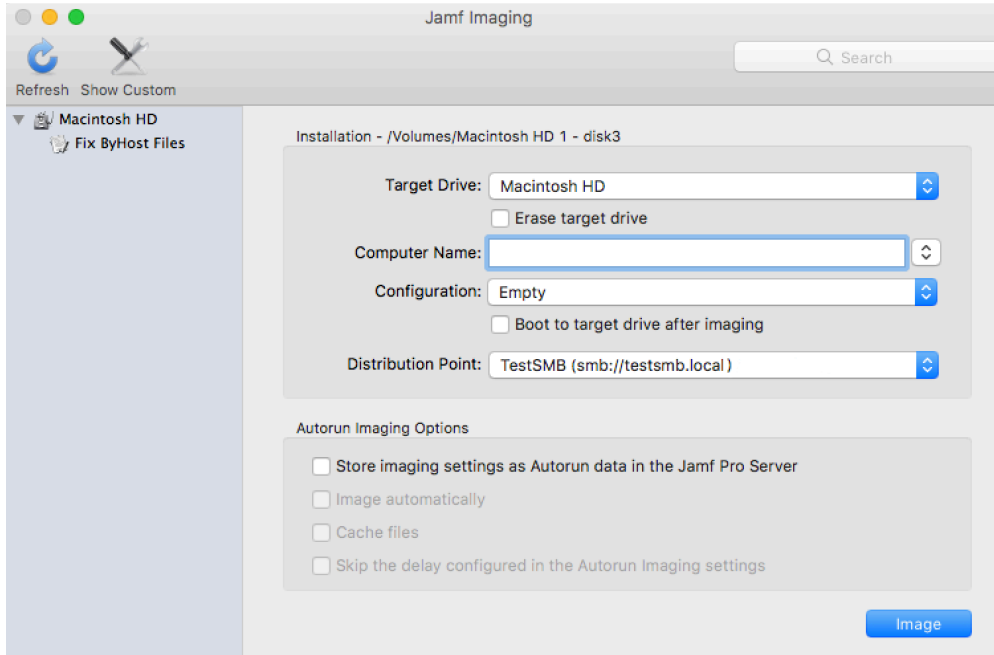 Jamf Imaging
Refresh Show Custom
Search
Macintosh HD
Fix ByHost Files
Installation - /Volumes/Macintosh HD 1 - disk3
Target Drive: Macintosh HD
Erase target drive
Computer Name:
Configuration: Empty
Boot to target drive after imaging
Distribution Point: TestSMB (smb://testsmb.local)
Autorun Imaging Options
Store imaging settings as Autorun data in the Jamf Pro Server
Image automatically
Cache files
Skip the delay configured in the Autorun Imaging settings
Image